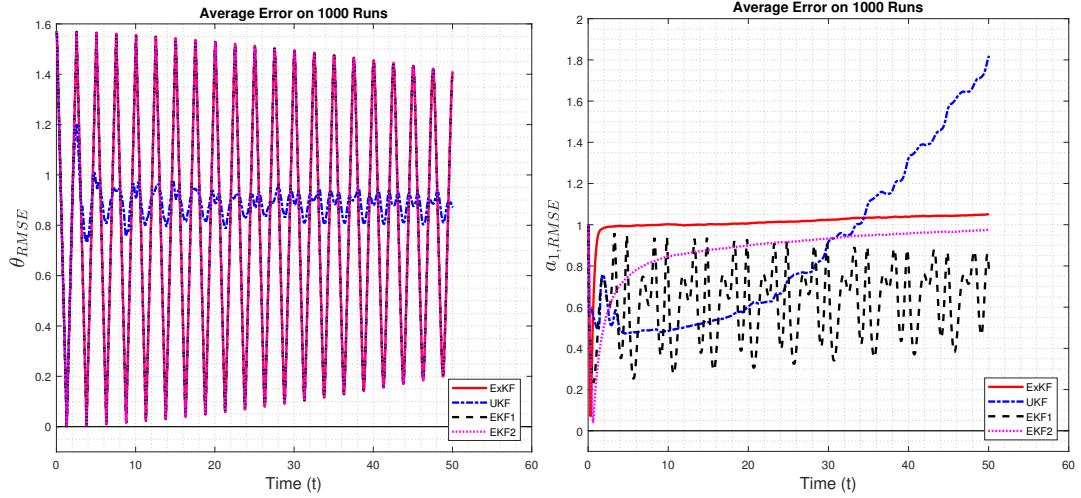 Average Error on 1000 Runs
1.6
1.4
1.2
1
0.8
0.6
0.4
0.2
0
θRMSE
0 10 20 30 40 50 60
Time (t)
ExKF
UKF
EKF1
EKF2
Average Error on 1000 Runs
2
1.8
1.6
1.4
1.2
1
0.8
0.6
0.4
0.2
0
a1,RMSE
0 10 20 30 40 50 60
Time (t)
ExKF
UKF
EKF1
EKF2